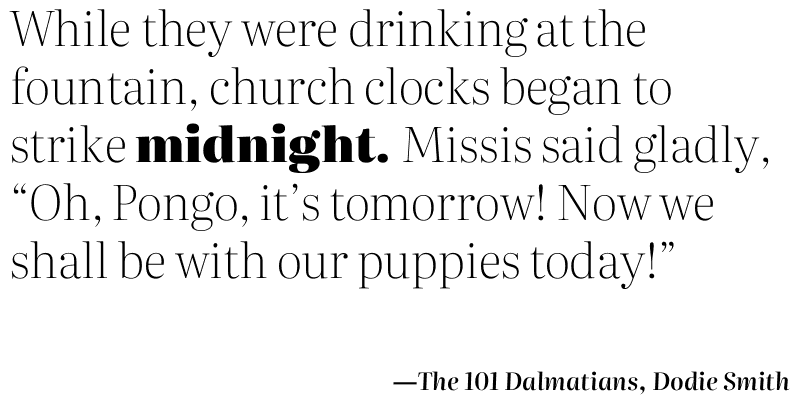 While they were drinking at the
fountain, church clocks began to
strike midnight. Missis said gladly,
“Oh, Pongo, it’s tomorrow! Now we
shall be with our puppies today!”
—The 101 Dalmatians, Dodie Smith